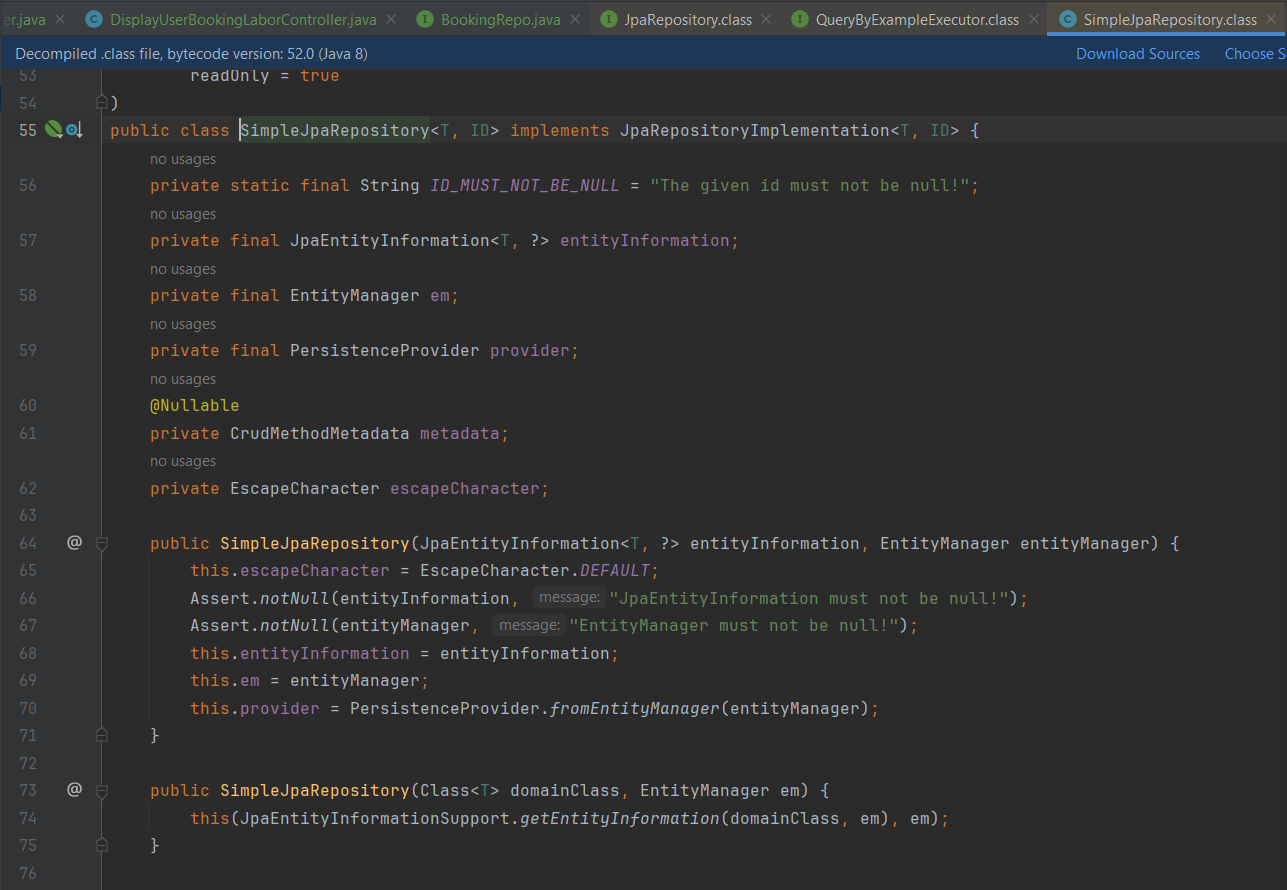 er.java DisplayUserBookingLaborController.java BookingRepo.java JpaRepository.class QueryByExampleExecutor.class SimpleJpaRepository.class
Decompiled .class file, bytecode version: 52.0 (Java 8) Download Sources Choose S
53 readOnly = true
54 )
55 public class SimpleJpaRepository<T, ID> implements JpaRepositoryImplementation<T, ID> {
no usages
56 private static final String ID_MUST_NOT_BE_NULL = "The given id must not be null!";
no usages
57 private final JpaEntityInformation<T, ?> entityInformation;
no usages
58 private final EntityManager em;
no usages
59 private final PersistenceProvider provider;
no usages
60 @Nullable
61 private CrudMethodMetadata metadata;
no usages
62 private EscapeCharacter escapeCharacter;
63
64 @ public SimpleJpaRepository(JpaEntityInformation<T, ?> entityInformation, EntityManager entityManager) {
65 this.escapeCharacter = EscapeCharacter.DEFAULT;
66 Assert.notNull(entityInformation, message: "JpaEntityInformation must not be null!");
67 Assert.notNull(entityManager, message: "EntityManager must not be null!");
68 this.entityInformation = entityInformation;
69 this.em = entityManager;
70 this.provider = PersistenceProvider.fromEntityManager(entityManager);
71 }
72
73 @ public SimpleJpaRepository(Class<T> domainClass, EntityManager em) {
74 this(JpaEntityInformationSupport.getEntityInformation(domainClass, em), em);
75 }
76